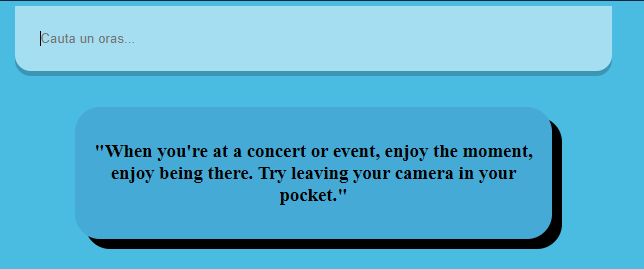 Cauta un oras...
"When you're at a concert or event, enjoy the moment,
enjoy being there. Try leaving your camera in your
pocket."